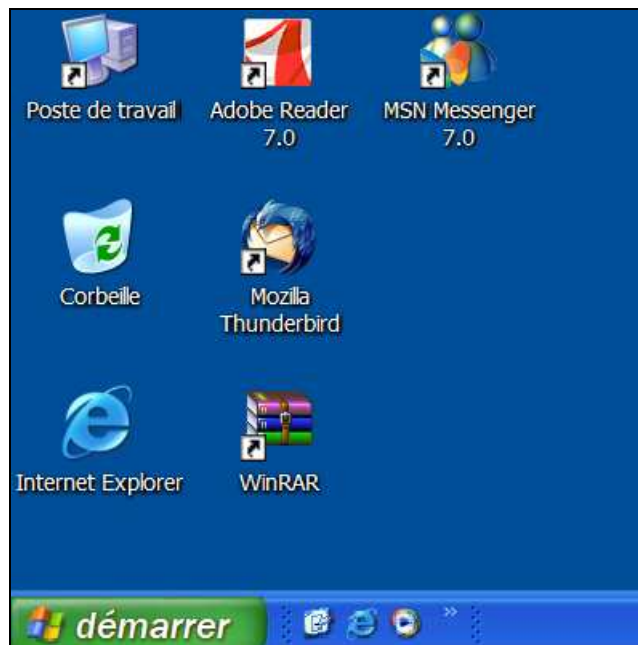 Poste de travail
Adobe Reader
7.0
MSN Messenger
7.0
Corbeille
Mozilla
Thunderbird
Internet Explorer
WinRAR
démarrer